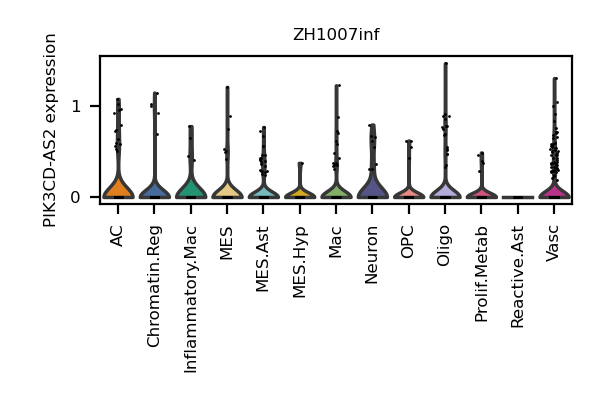 ZH1007inf
PIK3CD-AS2 expression
1
0
AC
Chromatin.Reg
Inflammatory.Mac
MES
MES.Ast
MES.Hyp
Mac
Neuron
OPC
Oligo
Prolif.Metab
Reactive.Ast
Vasc